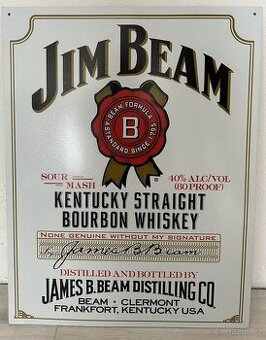 JIM BEAM
BEAM FORMULA
B
STANDARD SINCE 1795
SOUR MASH
®
40% ALC/VOL
(80 PROOF)
KENTUCKY STRAIGHT
BOURBON WHISKEY
NONE GENUINE WITHOUT MY SIGNATURE
James B. Beam
DISTILLED AND BOTTLED BY
JAMES B. BEAM DISTILLING CO.
BEAM · CLERMONT
FRANKFORT, KENTUCKY USA